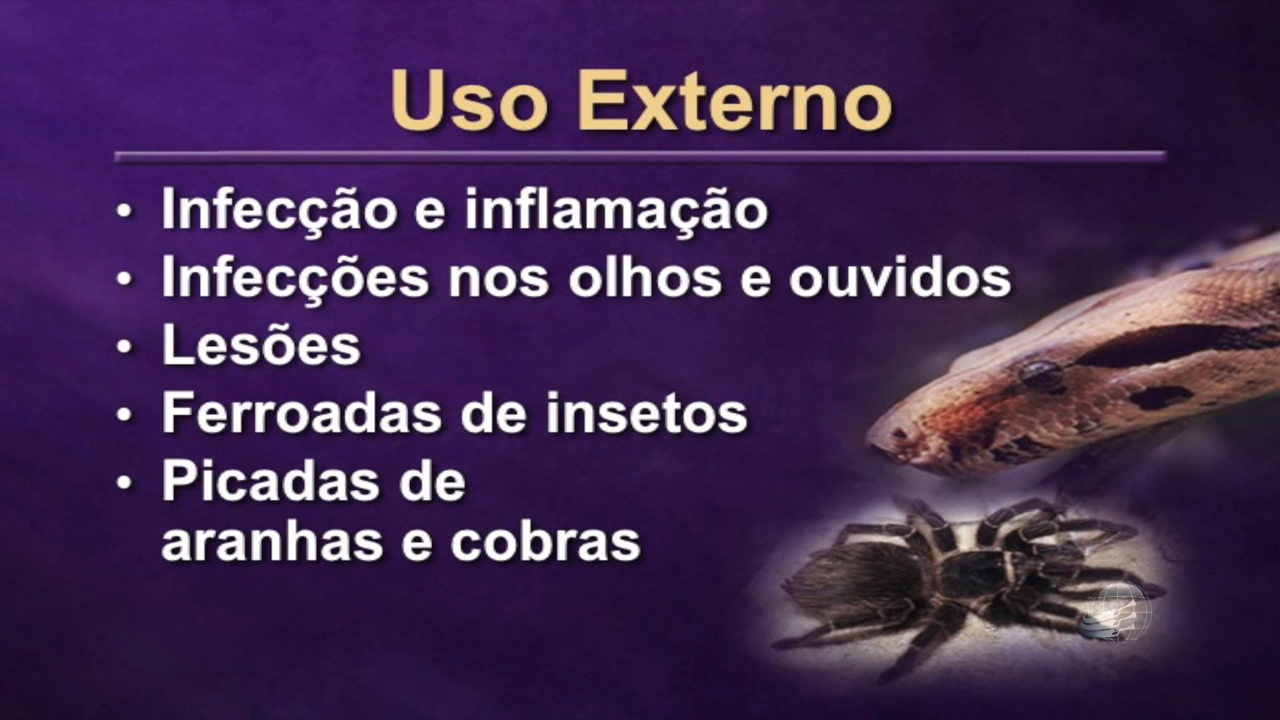 Uso Externo
• Infecção e inflamação
• Infecções nos olhos e ouvidos
• Lesões
• Ferroadas de insetos
• Picadas de
aranhas e cobras